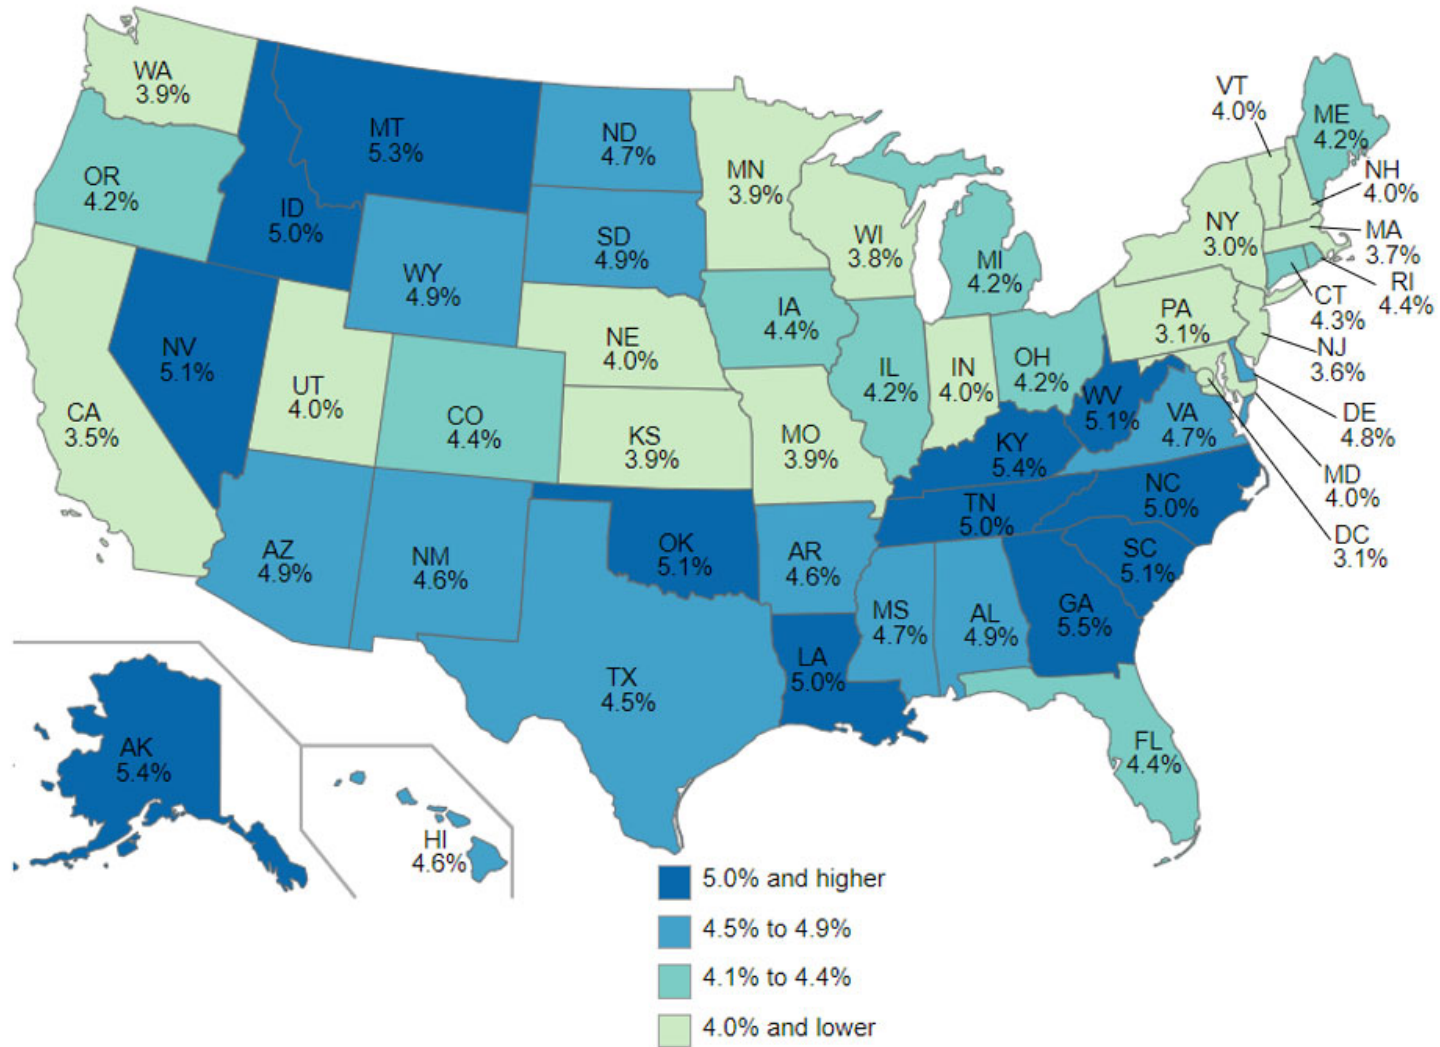 WA
3.9%
OR
4.2%
CA
3.5%
MT
5.3%
ID
5.0%
NV
5.1%
WY
4.9%
UT
4.0%
CO
4.4%
AZ
4.9%
NM
4.6%
ND
4.7%
SD
4.9%
NE
4.0%
KS
3.9%
OK
5.1%
TX
4.5%
MN
3.9%
IA
4.4%
MO
3.9%
AR
4.6%
LA
5.0%
WI
3.8%
IL
4.2%
MI
4.2%
IN
4.0%
OH
4.2%
KY
5.4%
TN
5.0%
MS
4.7%
AL
4.9%
GA
5.5%
FL
4.4%
SC
5.1%
NC
5.0%
VA
4.7%
WV
5.1%
PA
3.1%
NY
3.0%
VT
4.0%
ME
4.2%
NH
4.0%
MA
3.7%
RI
4.4%
CT
4.3%
NJ
3.6%
DE
4.8%
MD
4.0%
DC
3.1%
AK
5.4%
HI
4.6%
5.0% and higher
4.5% to 4.9%
4.1% to 4.4%
4.0% and lower